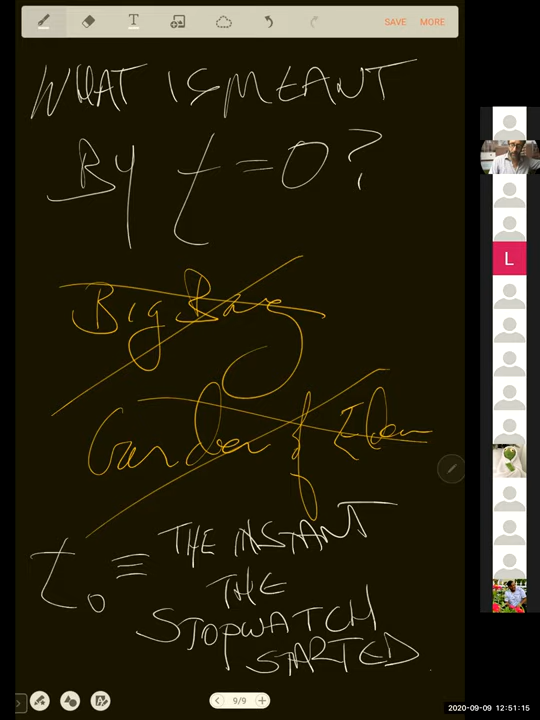 SAVE MORE
WHAT IS MEANT
BY t = 0?
Big Bang
Garden of Eden
t₀ ≡ THE INSTANT
THE
STOPWATCH
STARTED.
9/9
L
2020-09-09 12:51:15